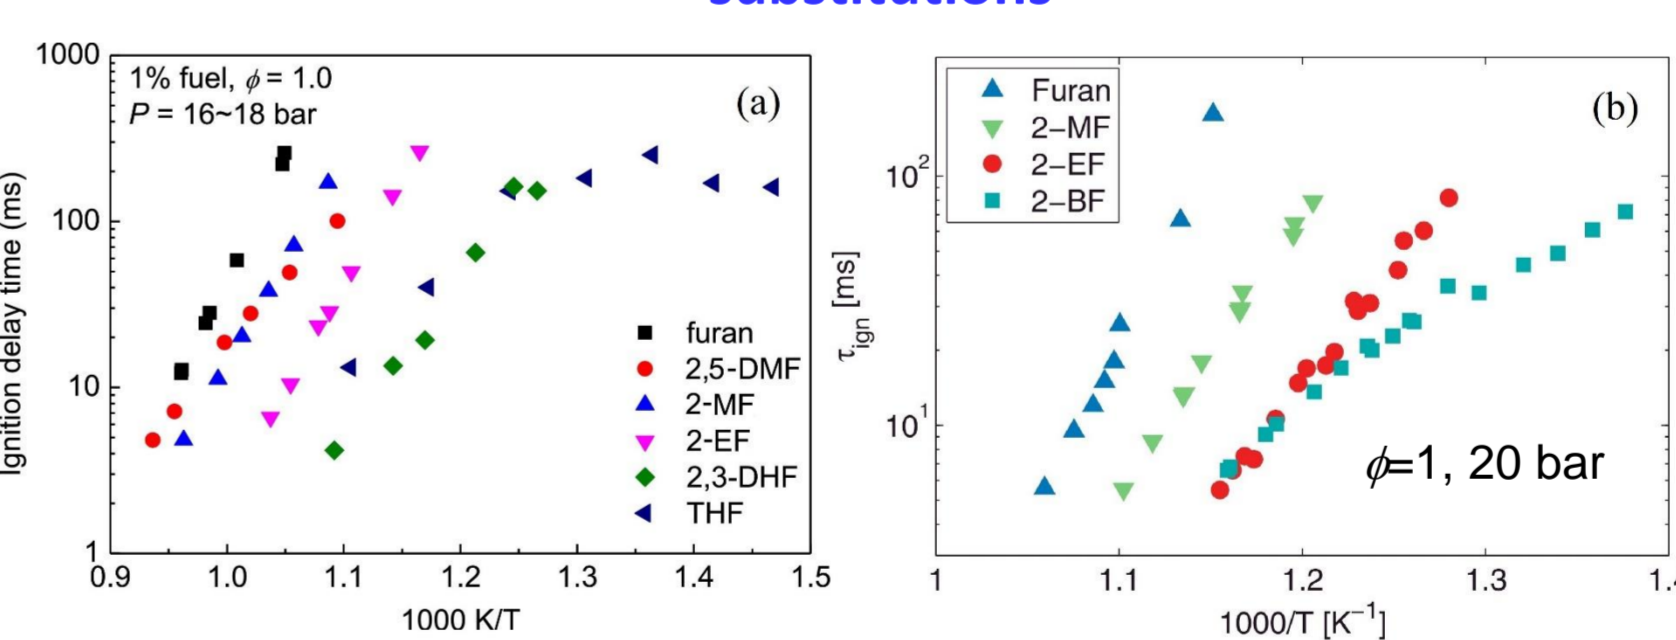 substitutions
1% fuel, ϕ = 1.0
P = 16~18 bar
(a)
Ignition delay time (ms)
1000
100
10
1
furan
2,5-DMF
2-MF
2-EF
2,3-DHF
THF
0.9 1.0 1.1 1.2 1.3 1.4 1.5
1000 K/T
Furan
2−MF
2−EF
2−BF
(b)
τign [ms]
10²
10¹
ϕ=1, 20 bar
1 1.1 1.2 1.3
1000/T [K⁻¹]